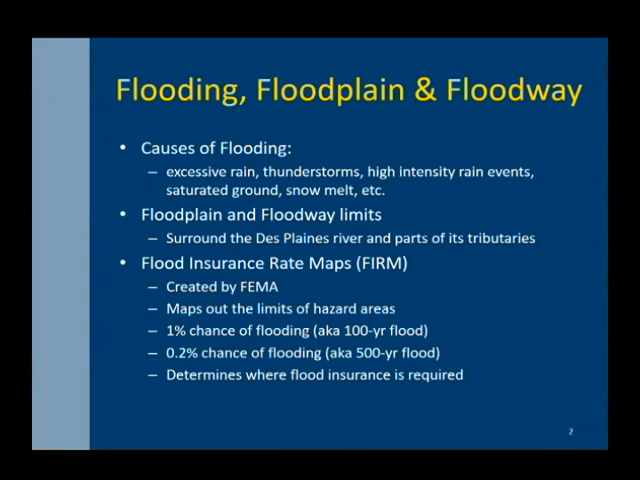 Flooding, Floodplain & Floodway
• Causes of Flooding:
– excessive rain, thunderstorms, high intensity rain events,
saturated ground, snow melt, etc.
• Floodplain and Floodway limits
– Surround the Des Plaines river and parts of its tributaries
• Flood Insurance Rate Maps (FIRM)
– Created by FEMA
– Maps out the limits of hazard areas
– 1% chance of flooding (aka 100-yr flood)
– 0.2% chance of flooding (aka 500-yr flood)
– Determines where flood insurance is required
2